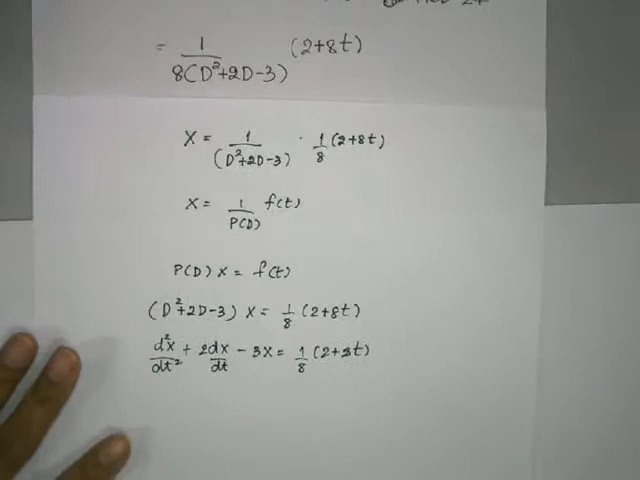 = 1/8(D²+2D-3) (2+8t)
X = 1/(D²+2D-3) · 1/8 (2+8t)
X = 1/P(D) f(t)
P(D) X = f(t)
(D²+2D-3) X = 1/8 (2+8t)
d²x/dt² + 2dx/dt - 3X = 1/8 (2+8t)